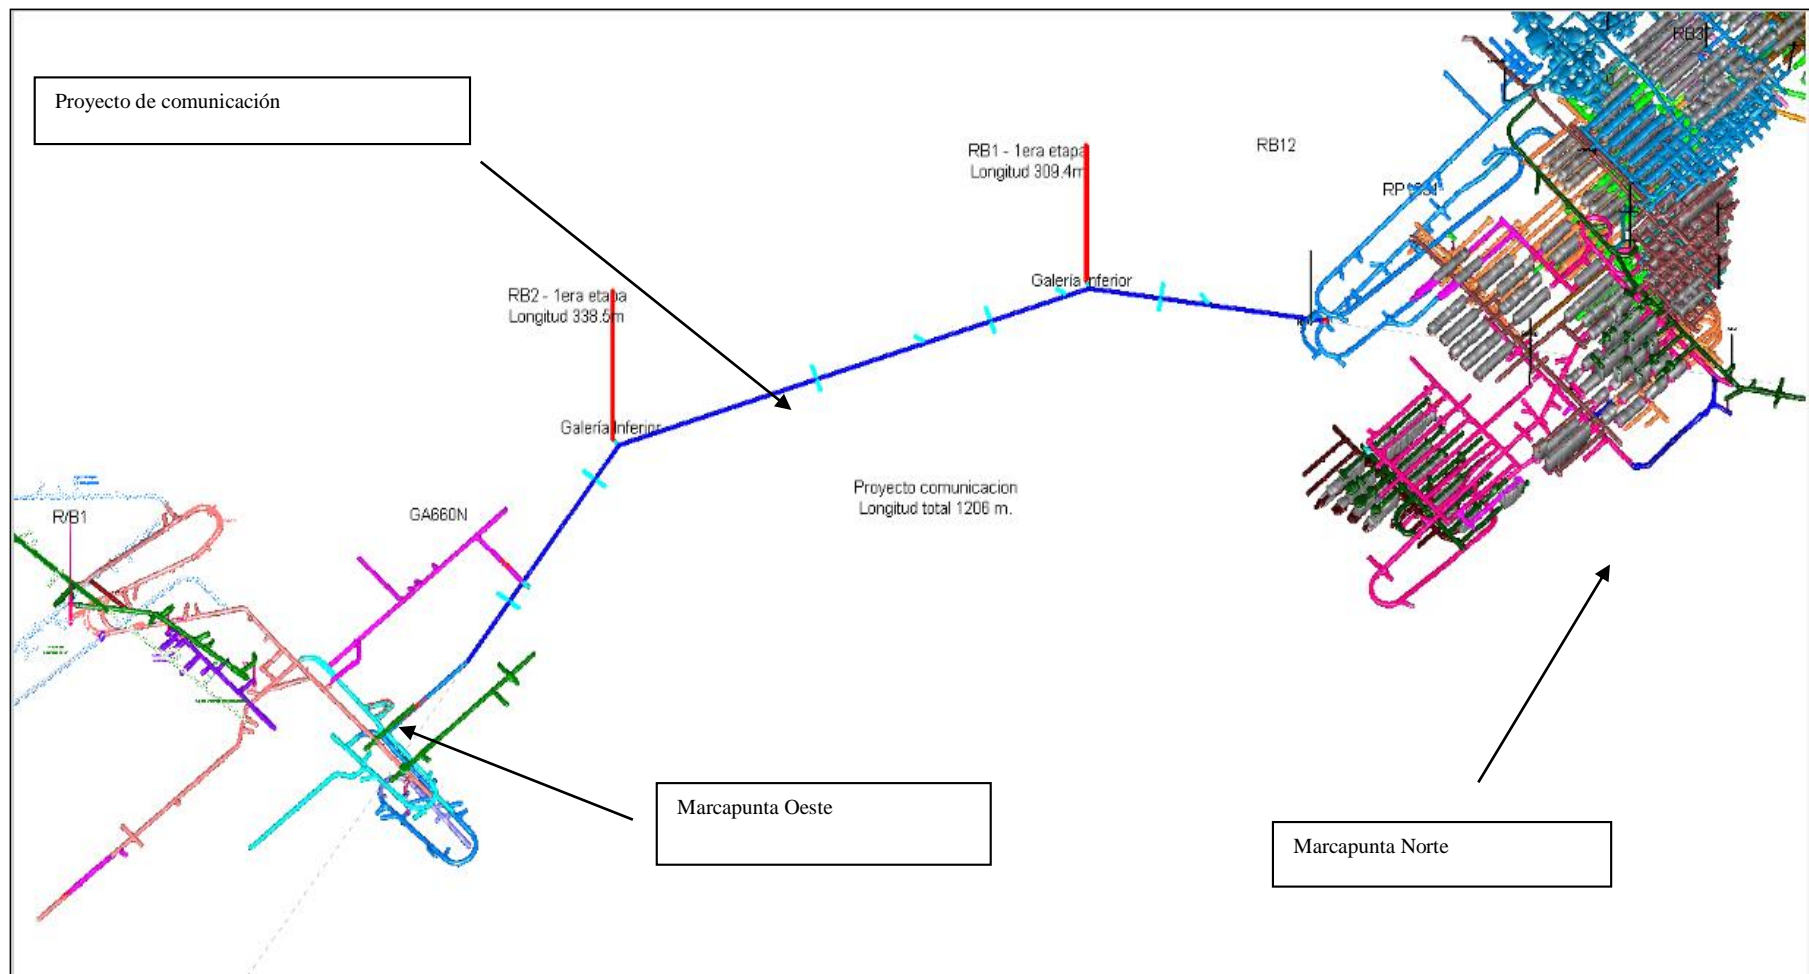 RB3
Proyecto de comunicación
RB12
RB1 - 1era etapa
Longitud 309.4m
Galería Inferior
RB2 - 1era etapa
Longitud 338.5m
Galería Inferior
Proyecto comunicacion
Longitud total 1206 m.
R/B1
GA660N
Marcapunta Oeste
Marcapunta Norte